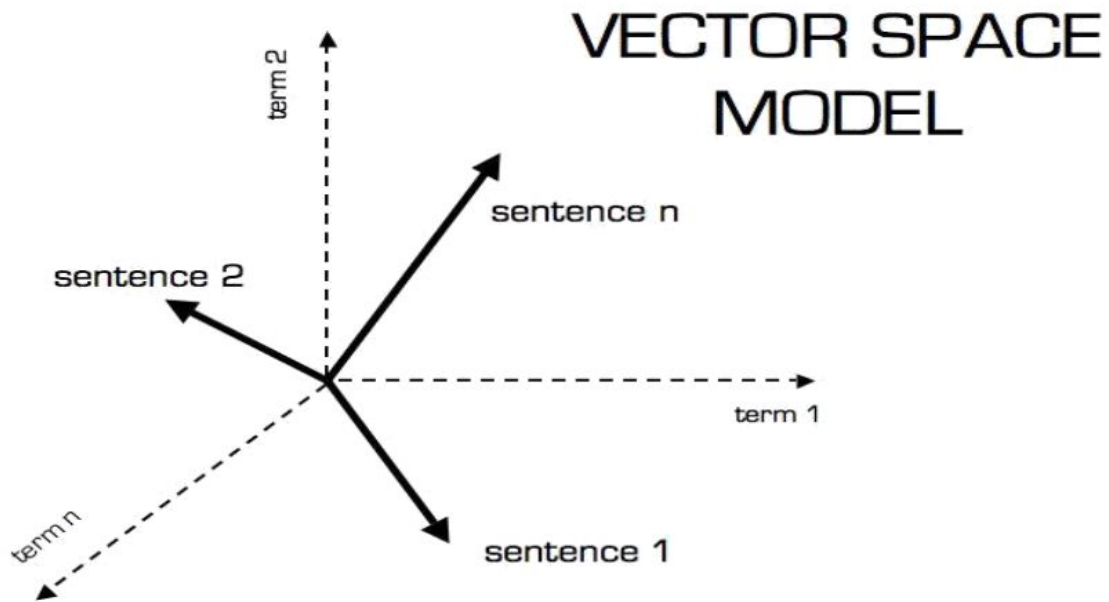 VECTOR SPACE
MODEL
term 2
sentence n
sentence 2
term 1
term n
sentence 1